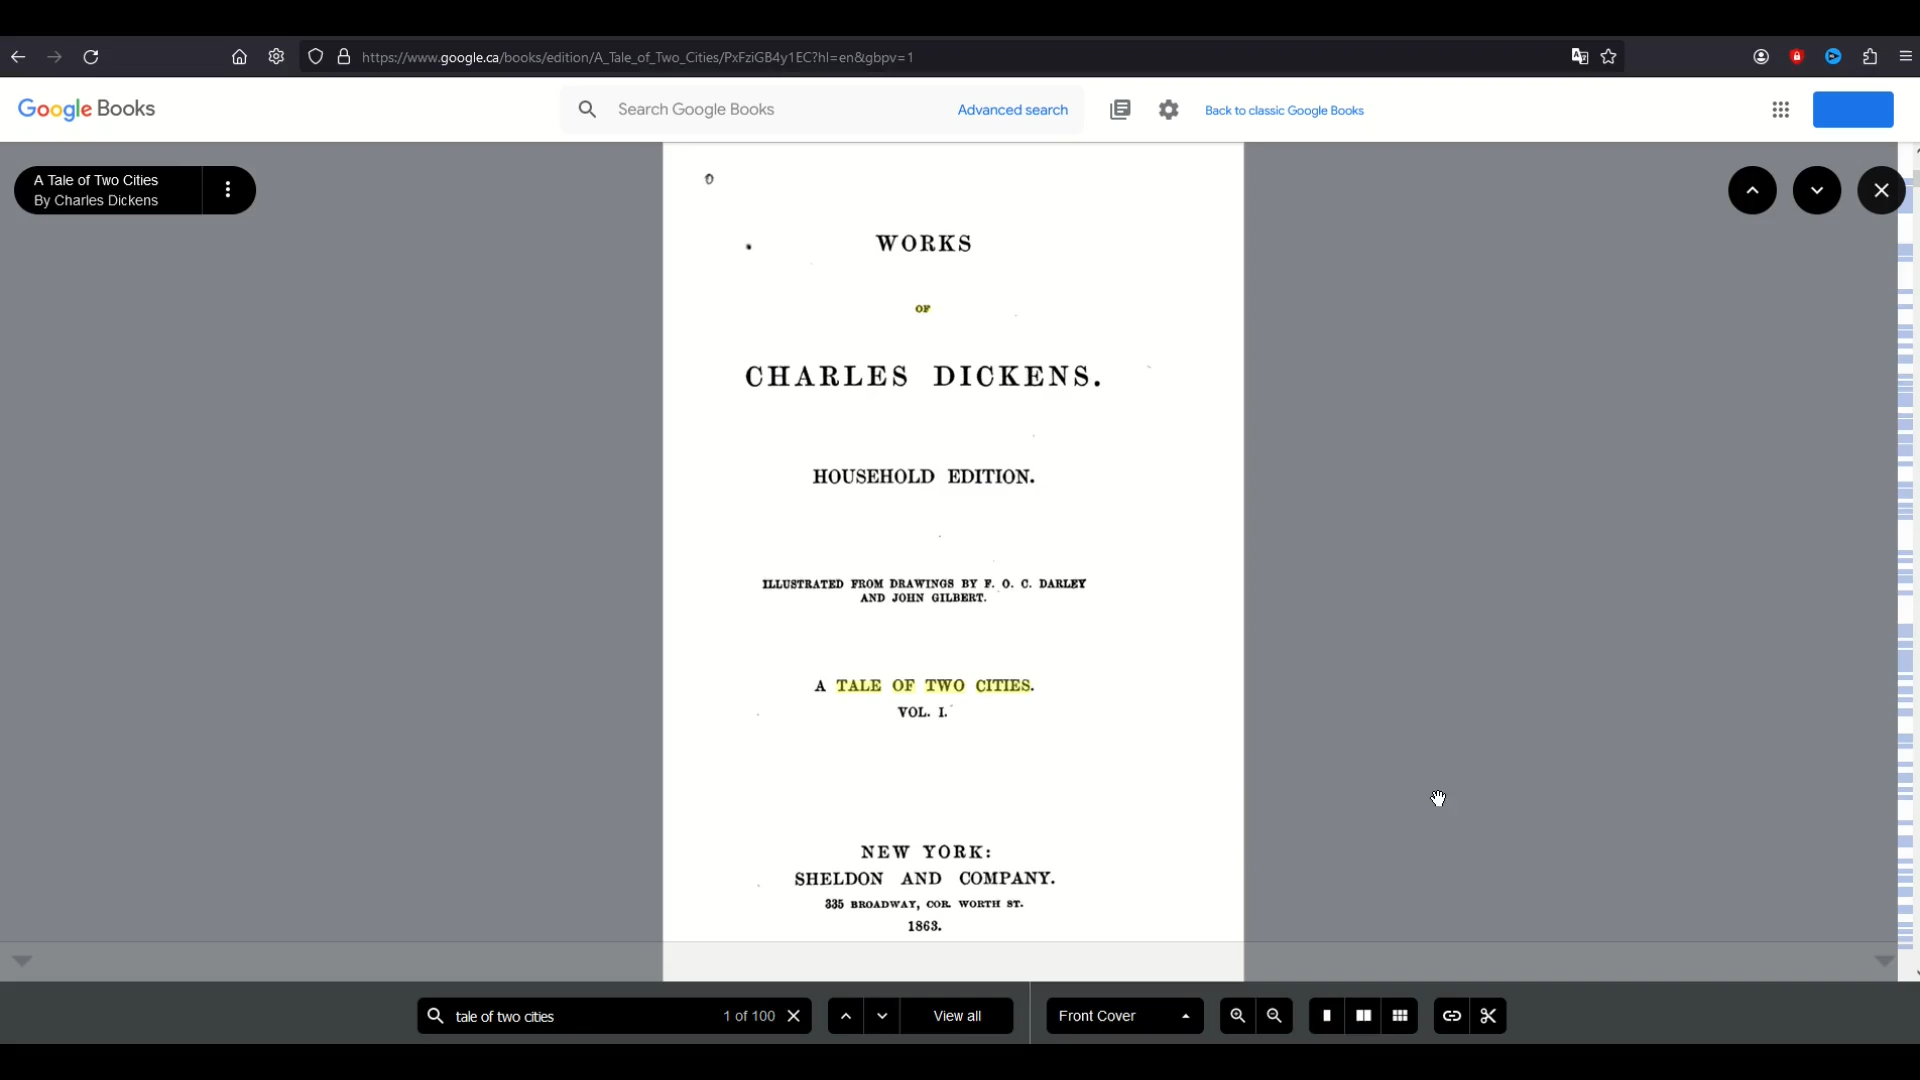 https://www.google.ca/books/edition/A_Tale_of_Two_Cities/PxFziGB4y1EC?hl=en&gbpv=1
Google Books
Search Google Books
Advanced search
Back to classic Google Books
A Tale of Two Cities
By Charles Dickens
WORKS
OF
CHARLES DICKENS.
HOUSEHOLD EDITION.
ILLUSTRATED FROM DRAWINGS BY F. O. C. DARLEY
AND JOHN GILBERT.
A TALE OF TWO CITIES.
VOL. I.
NEW YORK:
SHELDON AND COMPANY.
335 BROADWAY, COR. WORTH ST.
1863.
tale of two cities
1 of 100
View all
Front Cover